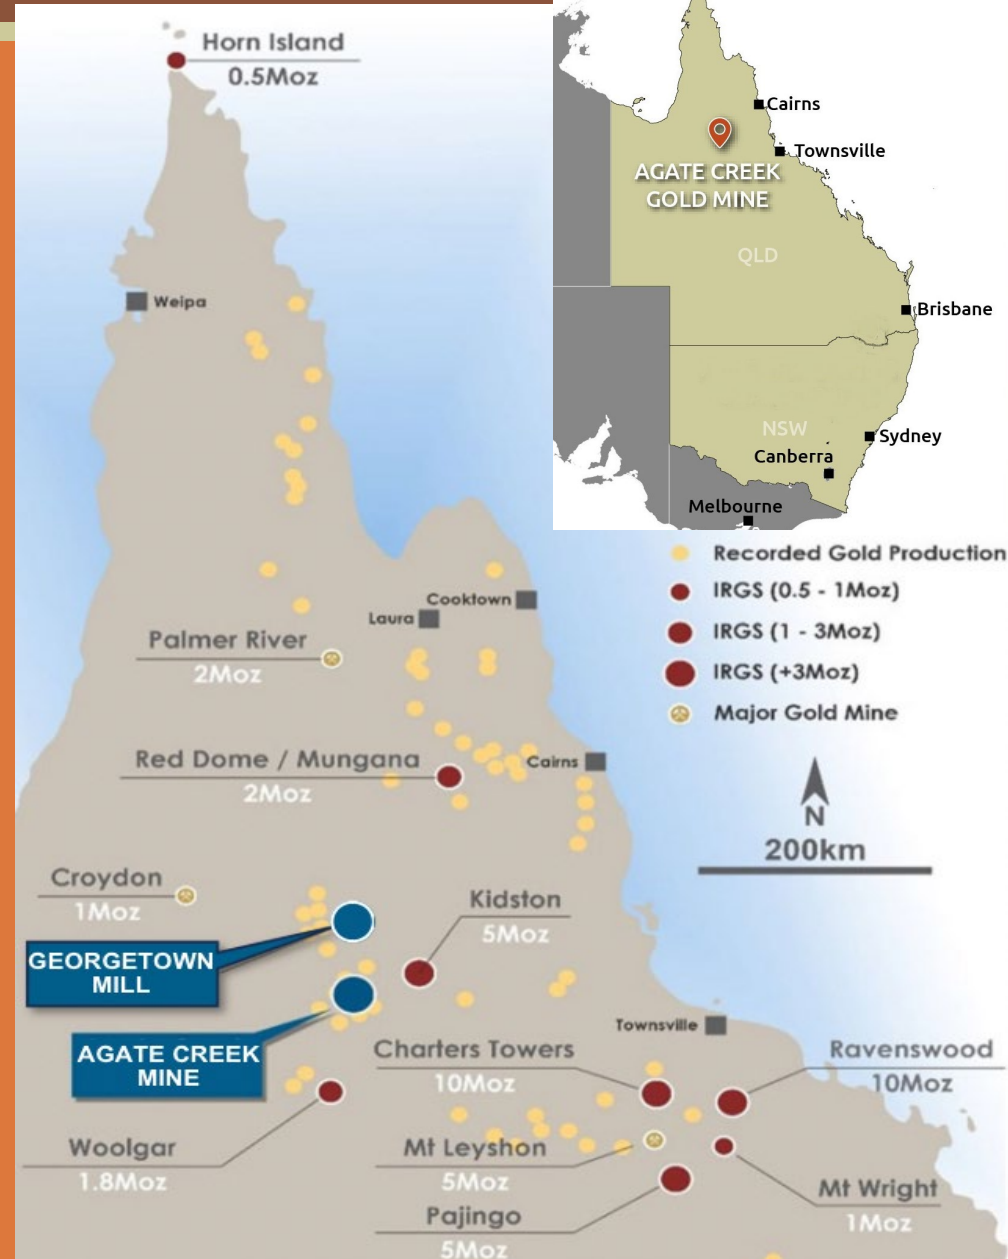 Horn Island
0.5Moz
Cairns
Townsville
AGATE CREEK
GOLD MINE
QLD
Brisbane
NSW
Sydney
Canberra
Melbourne
Weipa
Recorded Gold Production
IRGS (0.5 - 1Moz)
IRGS (1 - 3Moz)
IRGS (+3Moz)
Major Gold Mine
N
200km
Cooktown
Laura
Palmer River
2Moz
Red Dome / Mungana
2Moz
Cairns
Croydon
1Moz
Kidston
5Moz
GEORGETOWN
MILL
AGATE CREEK
MINE
Townsville
Charters Towers
10Moz
Ravenswood
10Moz
Woolgar
1.8Moz
Mt Leyshon
5Moz
Mt Wright
1Moz
Pajingo
5Moz